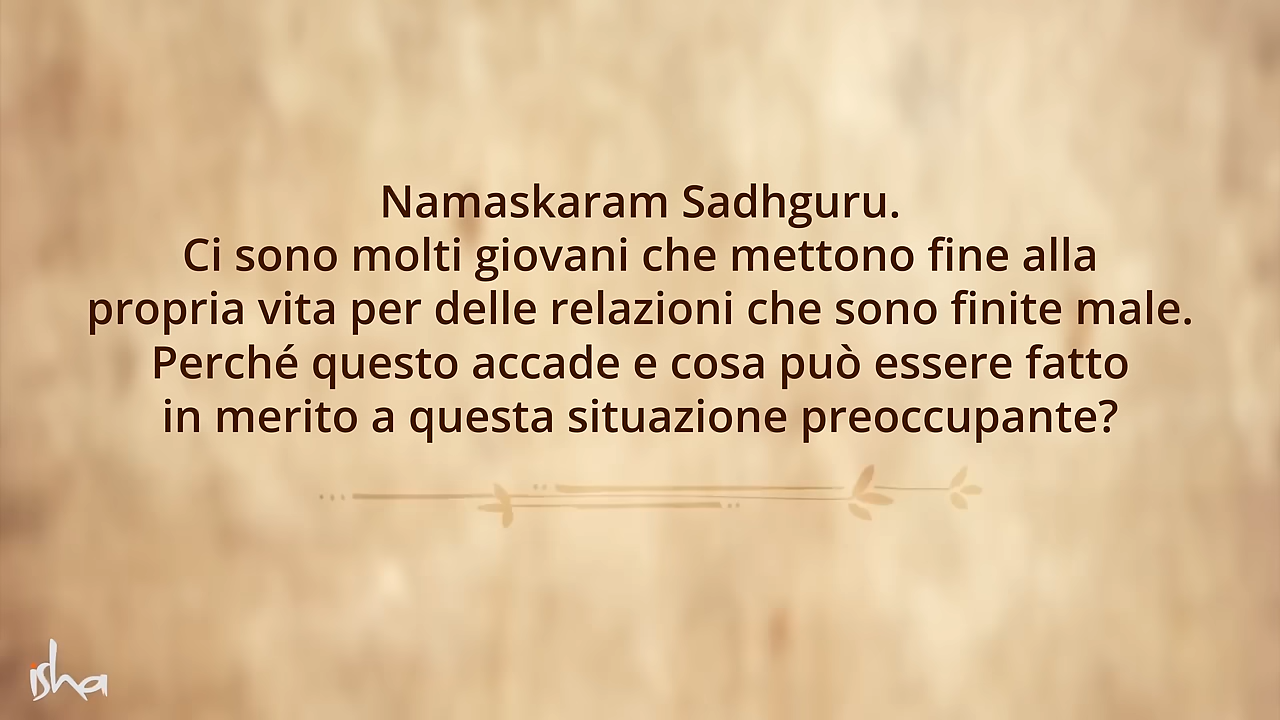 Namaskaram Sadhguru.
Ci sono molti giovani che mettono fine alla
propria vita per delle relazioni che sono finite male.
Perché questo accade e cosa può essere fatto
in merito a questa situazione preoccupante?
isha